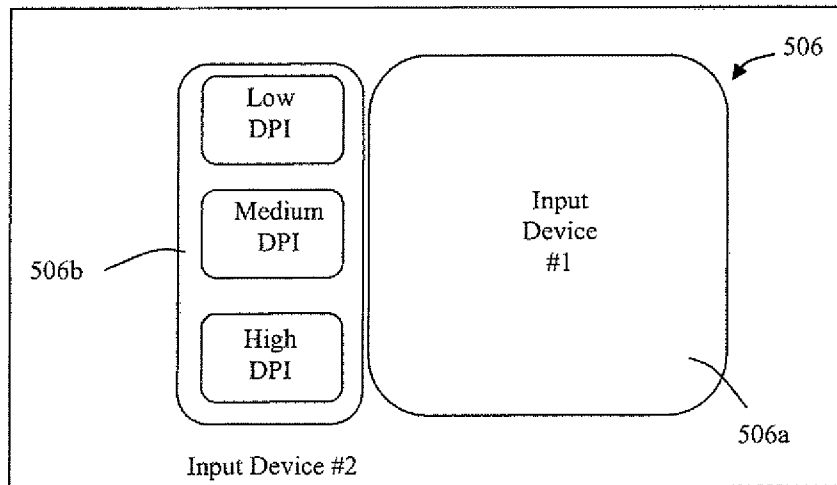 506
Low
DPI
Medium
DPI
High
DPI
Input
Device
#1
506b
506a
Input Device #2